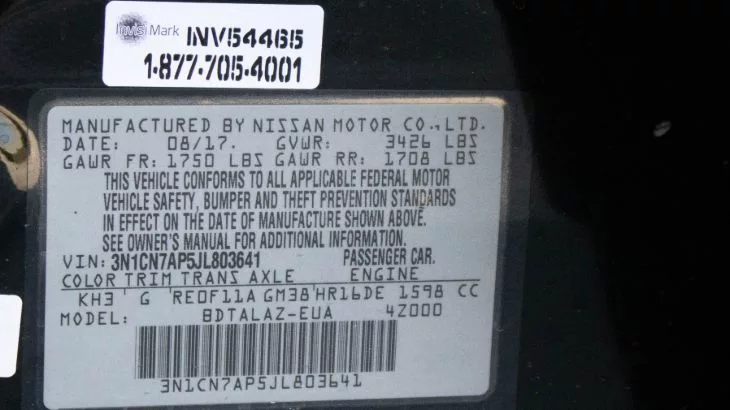 InvisiMark INV54465
1-877-705-4001
MANUFACTURED BY NISSAN MOTOR CO., LTD.
DATE: 08/17. GVWR: 3426 LBS
GAWR FR: 1750 LBS GAWR RR: 1708 LBS
THIS VEHICLE CONFORMS TO ALL APPLICABLE FEDERAL MOTOR
VEHICLE SAFETY, BUMPER AND THEFT PREVENTION STANDARDS
IN EFFECT ON THE DATE OF MANUFACTURE SHOWN ABOVE.
SEE OWNER'S MANUAL FOR ADDITIONAL INFORMATION.
VIN: 3N1CN7AP5JL803641 PASSENGER CAR.
COLOR TRIM TRANS AXLE ENGINE
KH3 G RE0F11A GM38 HR16DE 1598 CC
MODEL: BDTALAZ-EUA 4Z000
3N1CN7AP5JL803641